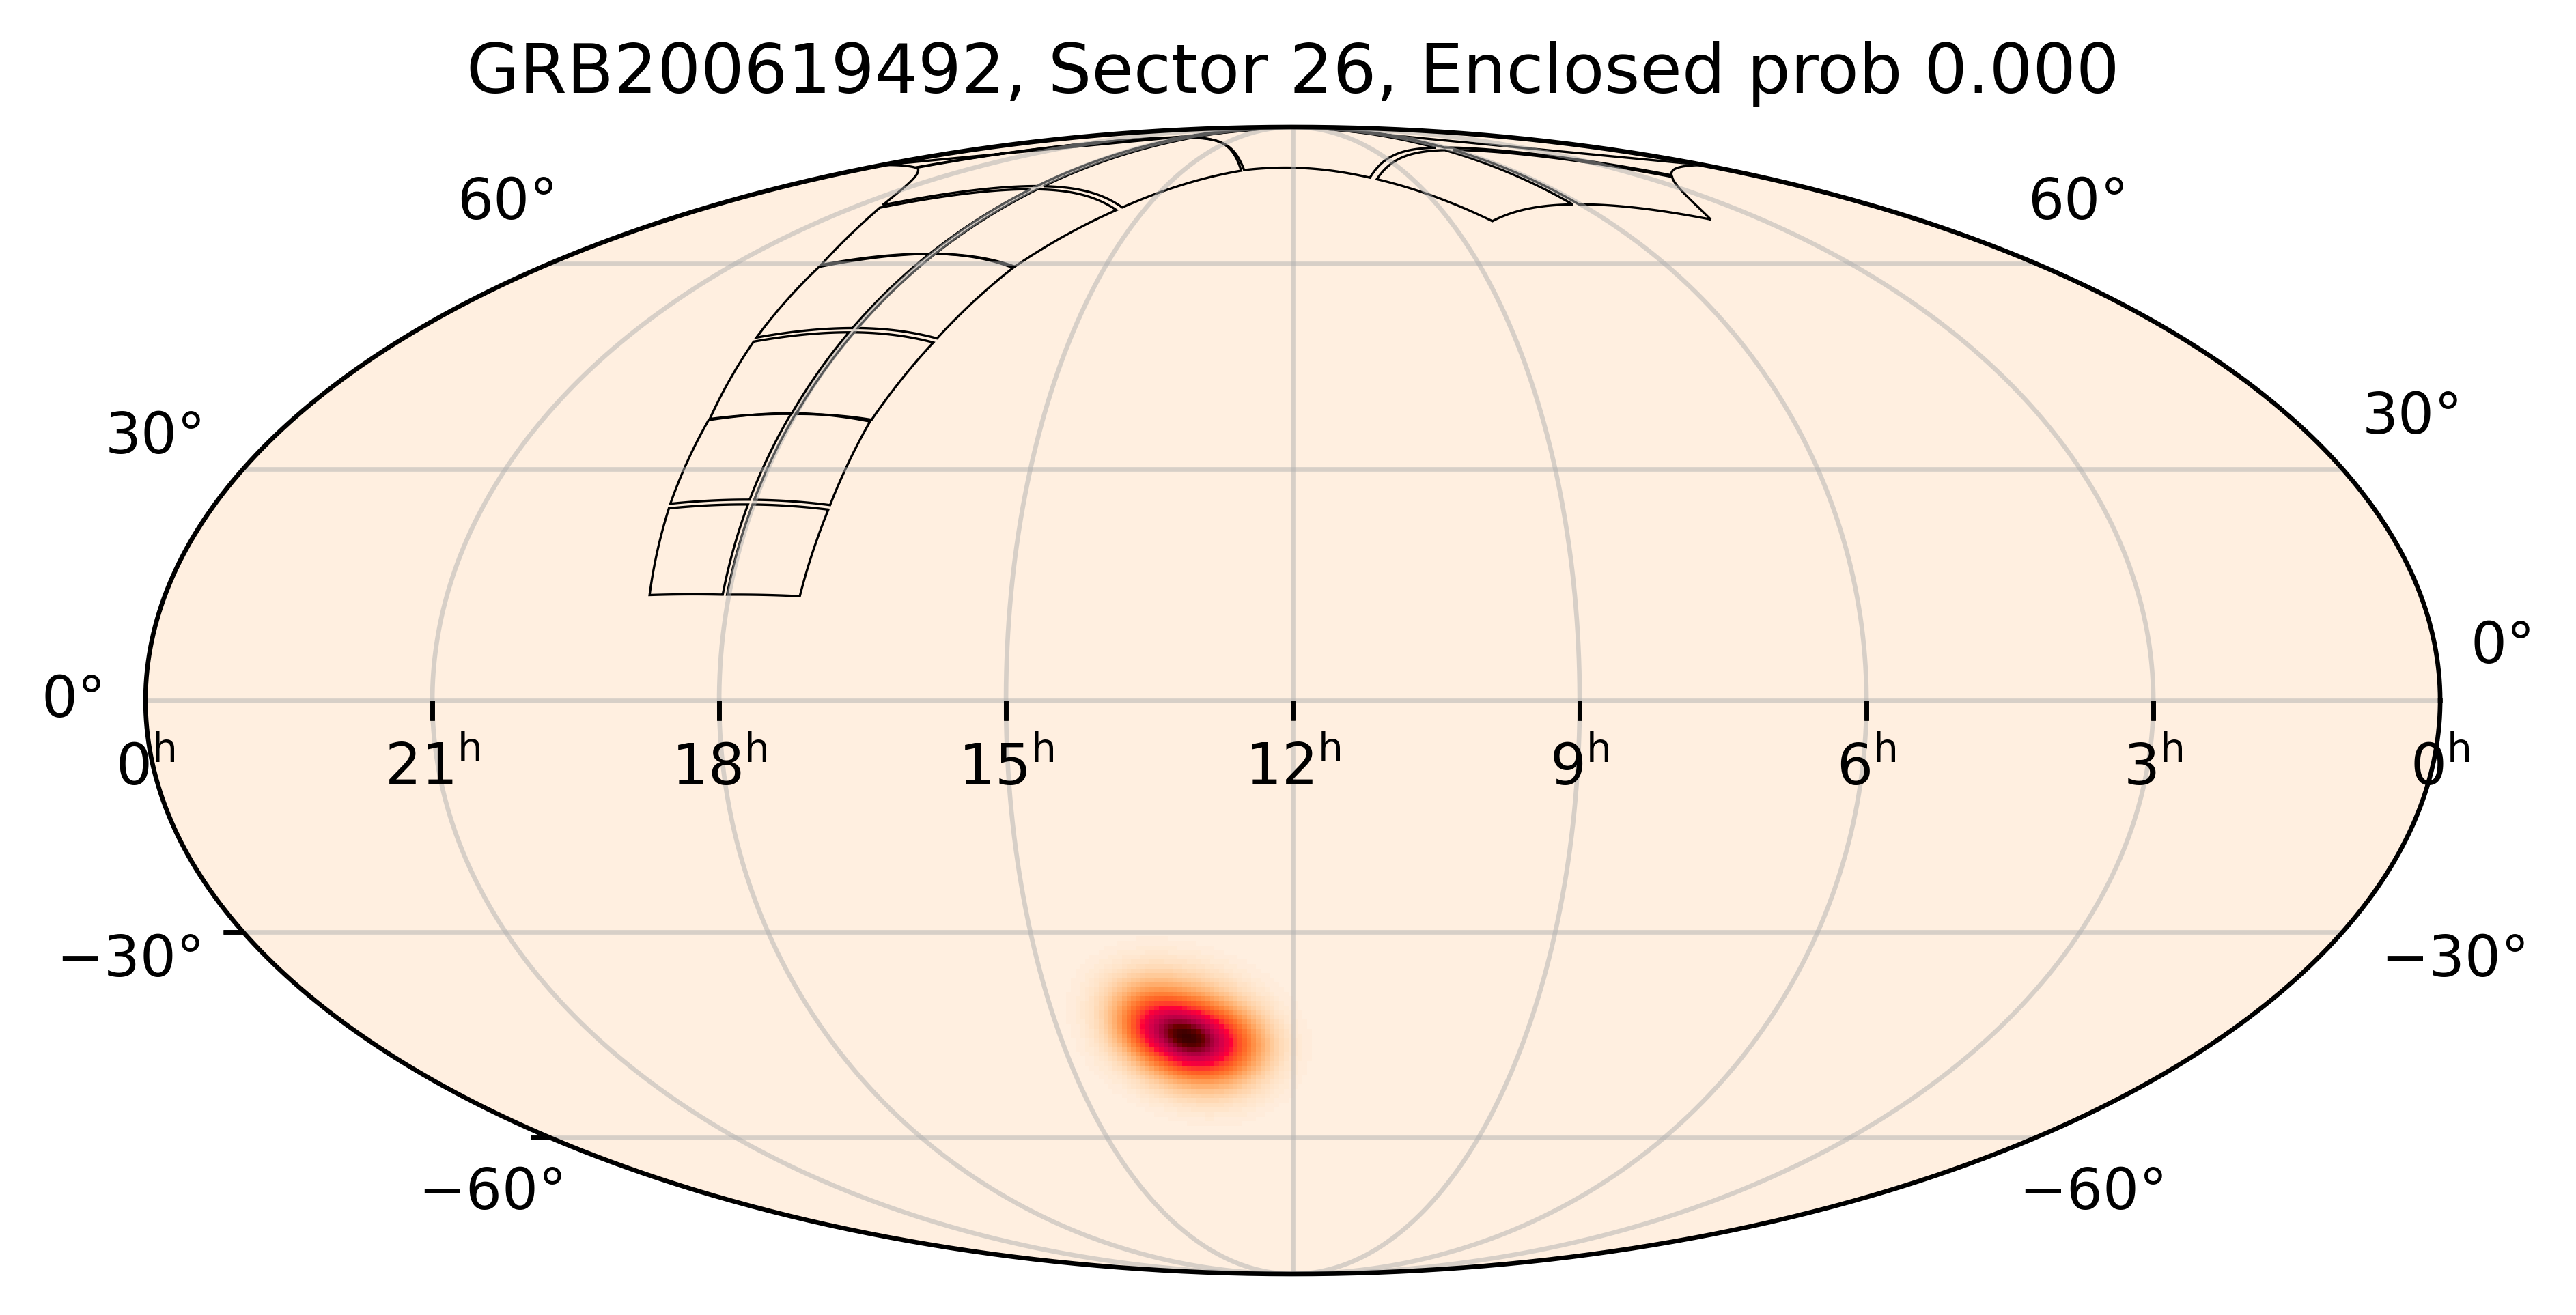 GRB200619492, Sector 26, Enclosed prob 0.000
60° 60°
30° 30°
0° 0°
0ʰ 21ʰ 18ʰ 15ʰ 12ʰ 9ʰ 6ʰ 3ʰ 0ʰ
−30° −30°
−60° −60°